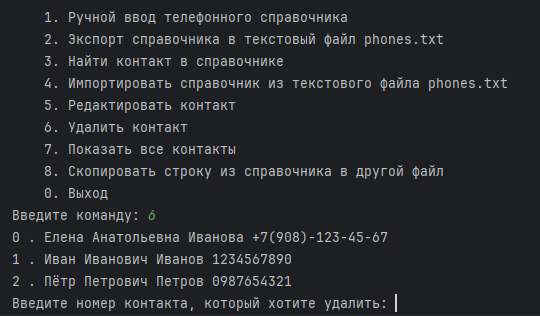 1. Ручной ввод телефонного справочника
2. Экспорт справочника в текстовый файл phones.txt
3. Найти контакт в справочнике
4. Импортировать справочник из текстового файла phones.txt
5. Редактировать контакт
6. Удалить контакт
7. Показать все контакты
8. Скопировать строку из справочника в другой файл
0. Выход
Введите команду: 6
0 . Елена Анатольевна Иванова +7(908)-123-45-67
1 . Иван Иванович Иванов 1234567890
2 . Пётр Петрович Петров 0987654321
Введите номер контакта, который хотите удалить: